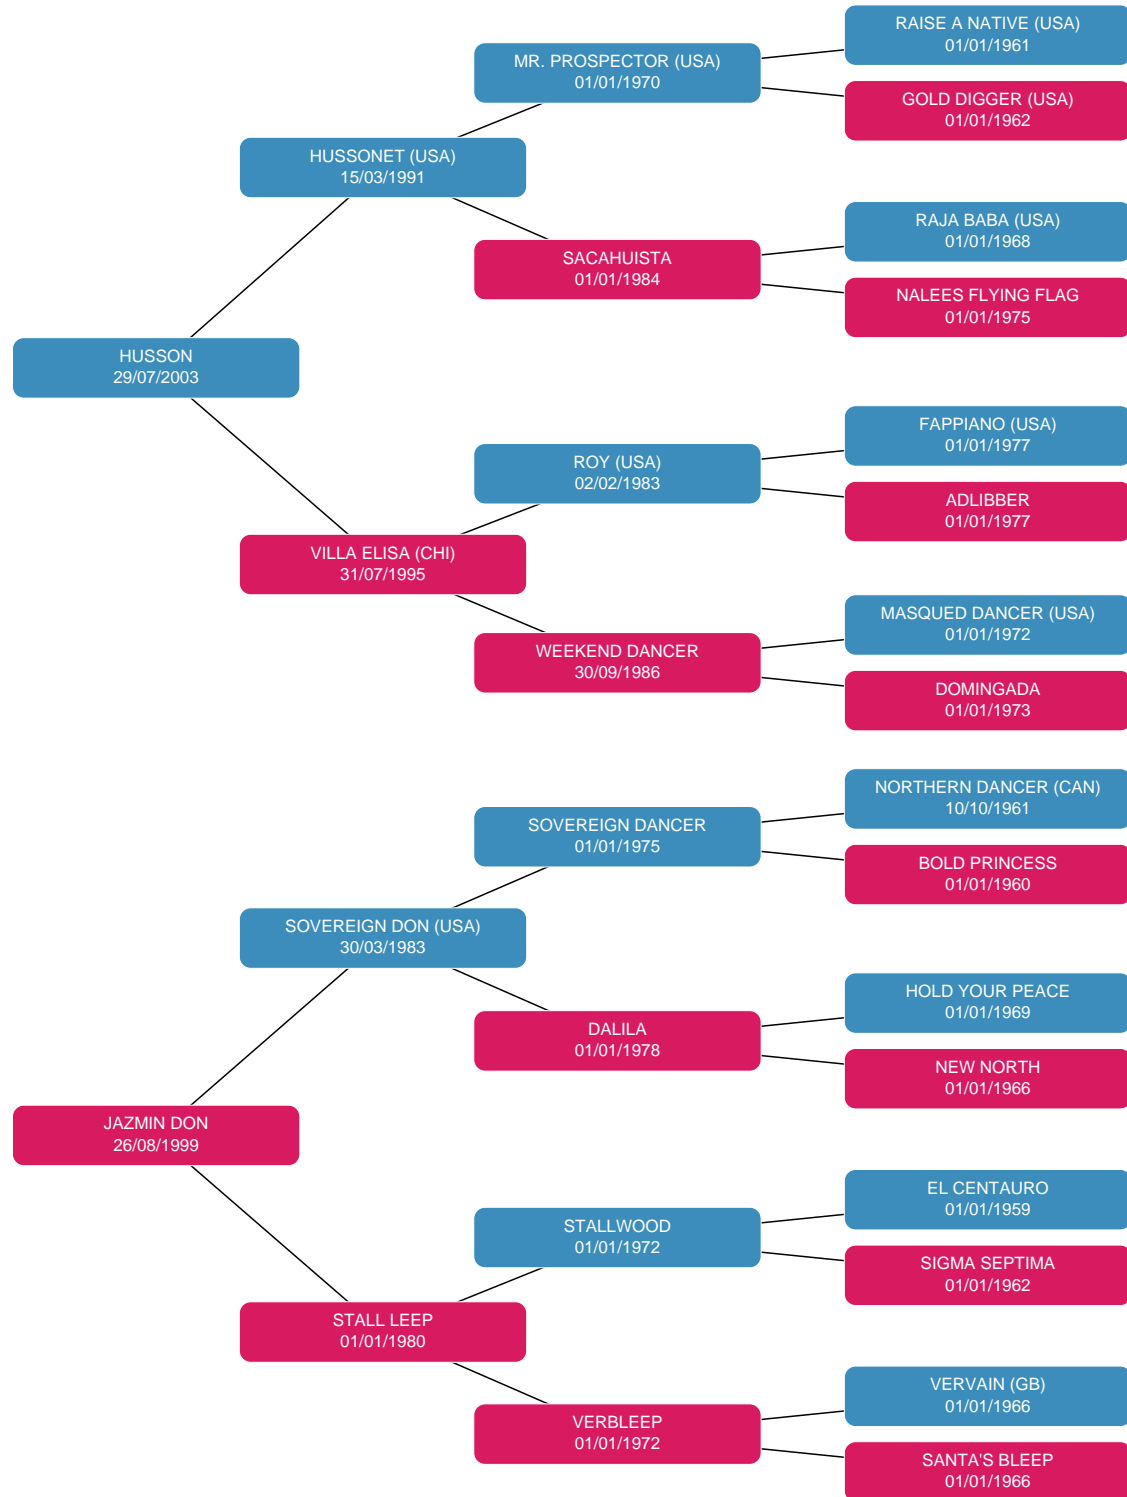 RAISE A NATIVE (USA)
01/01/1961
MR. PROSPECTOR (USA)
01/01/1970
GOLD DIGGER (USA)
01/01/1962
HUSSONET (USA)
15/03/1991
RAJA BABA (USA)
01/01/1968
SACAHUISTA
01/01/1984
NALEES FLYING FLAG
01/01/1975
HUSSON
29/07/2003
FAPPIANO (USA)
01/01/1977
ROY (USA)
02/02/1983
ADLIBBER
01/01/1977
VILLA ELISA (CHI)
31/07/1995
MASQUED DANCER (USA)
01/01/1972
WEEKEND DANCER
30/09/1986
DOMINGADA
01/01/1973
NORTHERN DANCER (CAN)
10/10/1961
SOVEREIGN DANCER
01/01/1975
BOLD PRINCESS
01/01/1960
SOVEREIGN DON (USA)
30/03/1983
HOLD YOUR PEACE
01/01/1969
DALILA
01/01/1978
NEW NORTH
01/01/1966
JAZMIN DON
26/08/1999
EL CENTAURO
01/01/1959
STALLWOOD
01/01/1972
SIGMA SEPTIMA
01/01/1962
STALL LEEP
01/01/1980
VERVAIN (GB)
01/01/1966
VERBLEEP
01/01/1972
SANTA'S BLEEP
01/01/1966